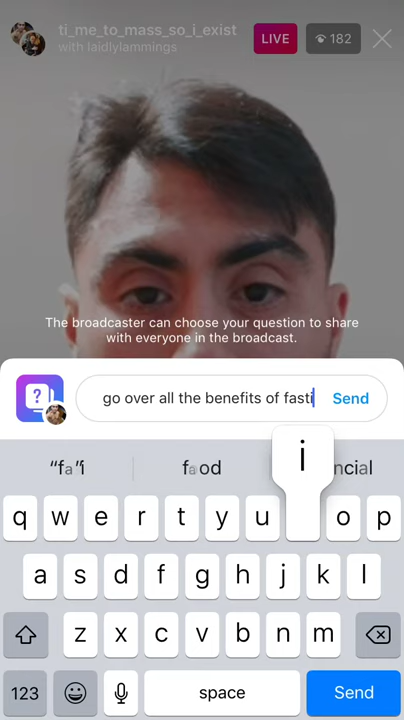 ti_me_to_mass_so_i_exist
with laidlylammings
LIVE
182
The broadcaster can choose your question to share
with everyone in the broadcast.
?
go over all the benefits of fasti
Send
i
q w e r t y u o p
a s d f g h j k l
z x c v b n m
123
space
Send